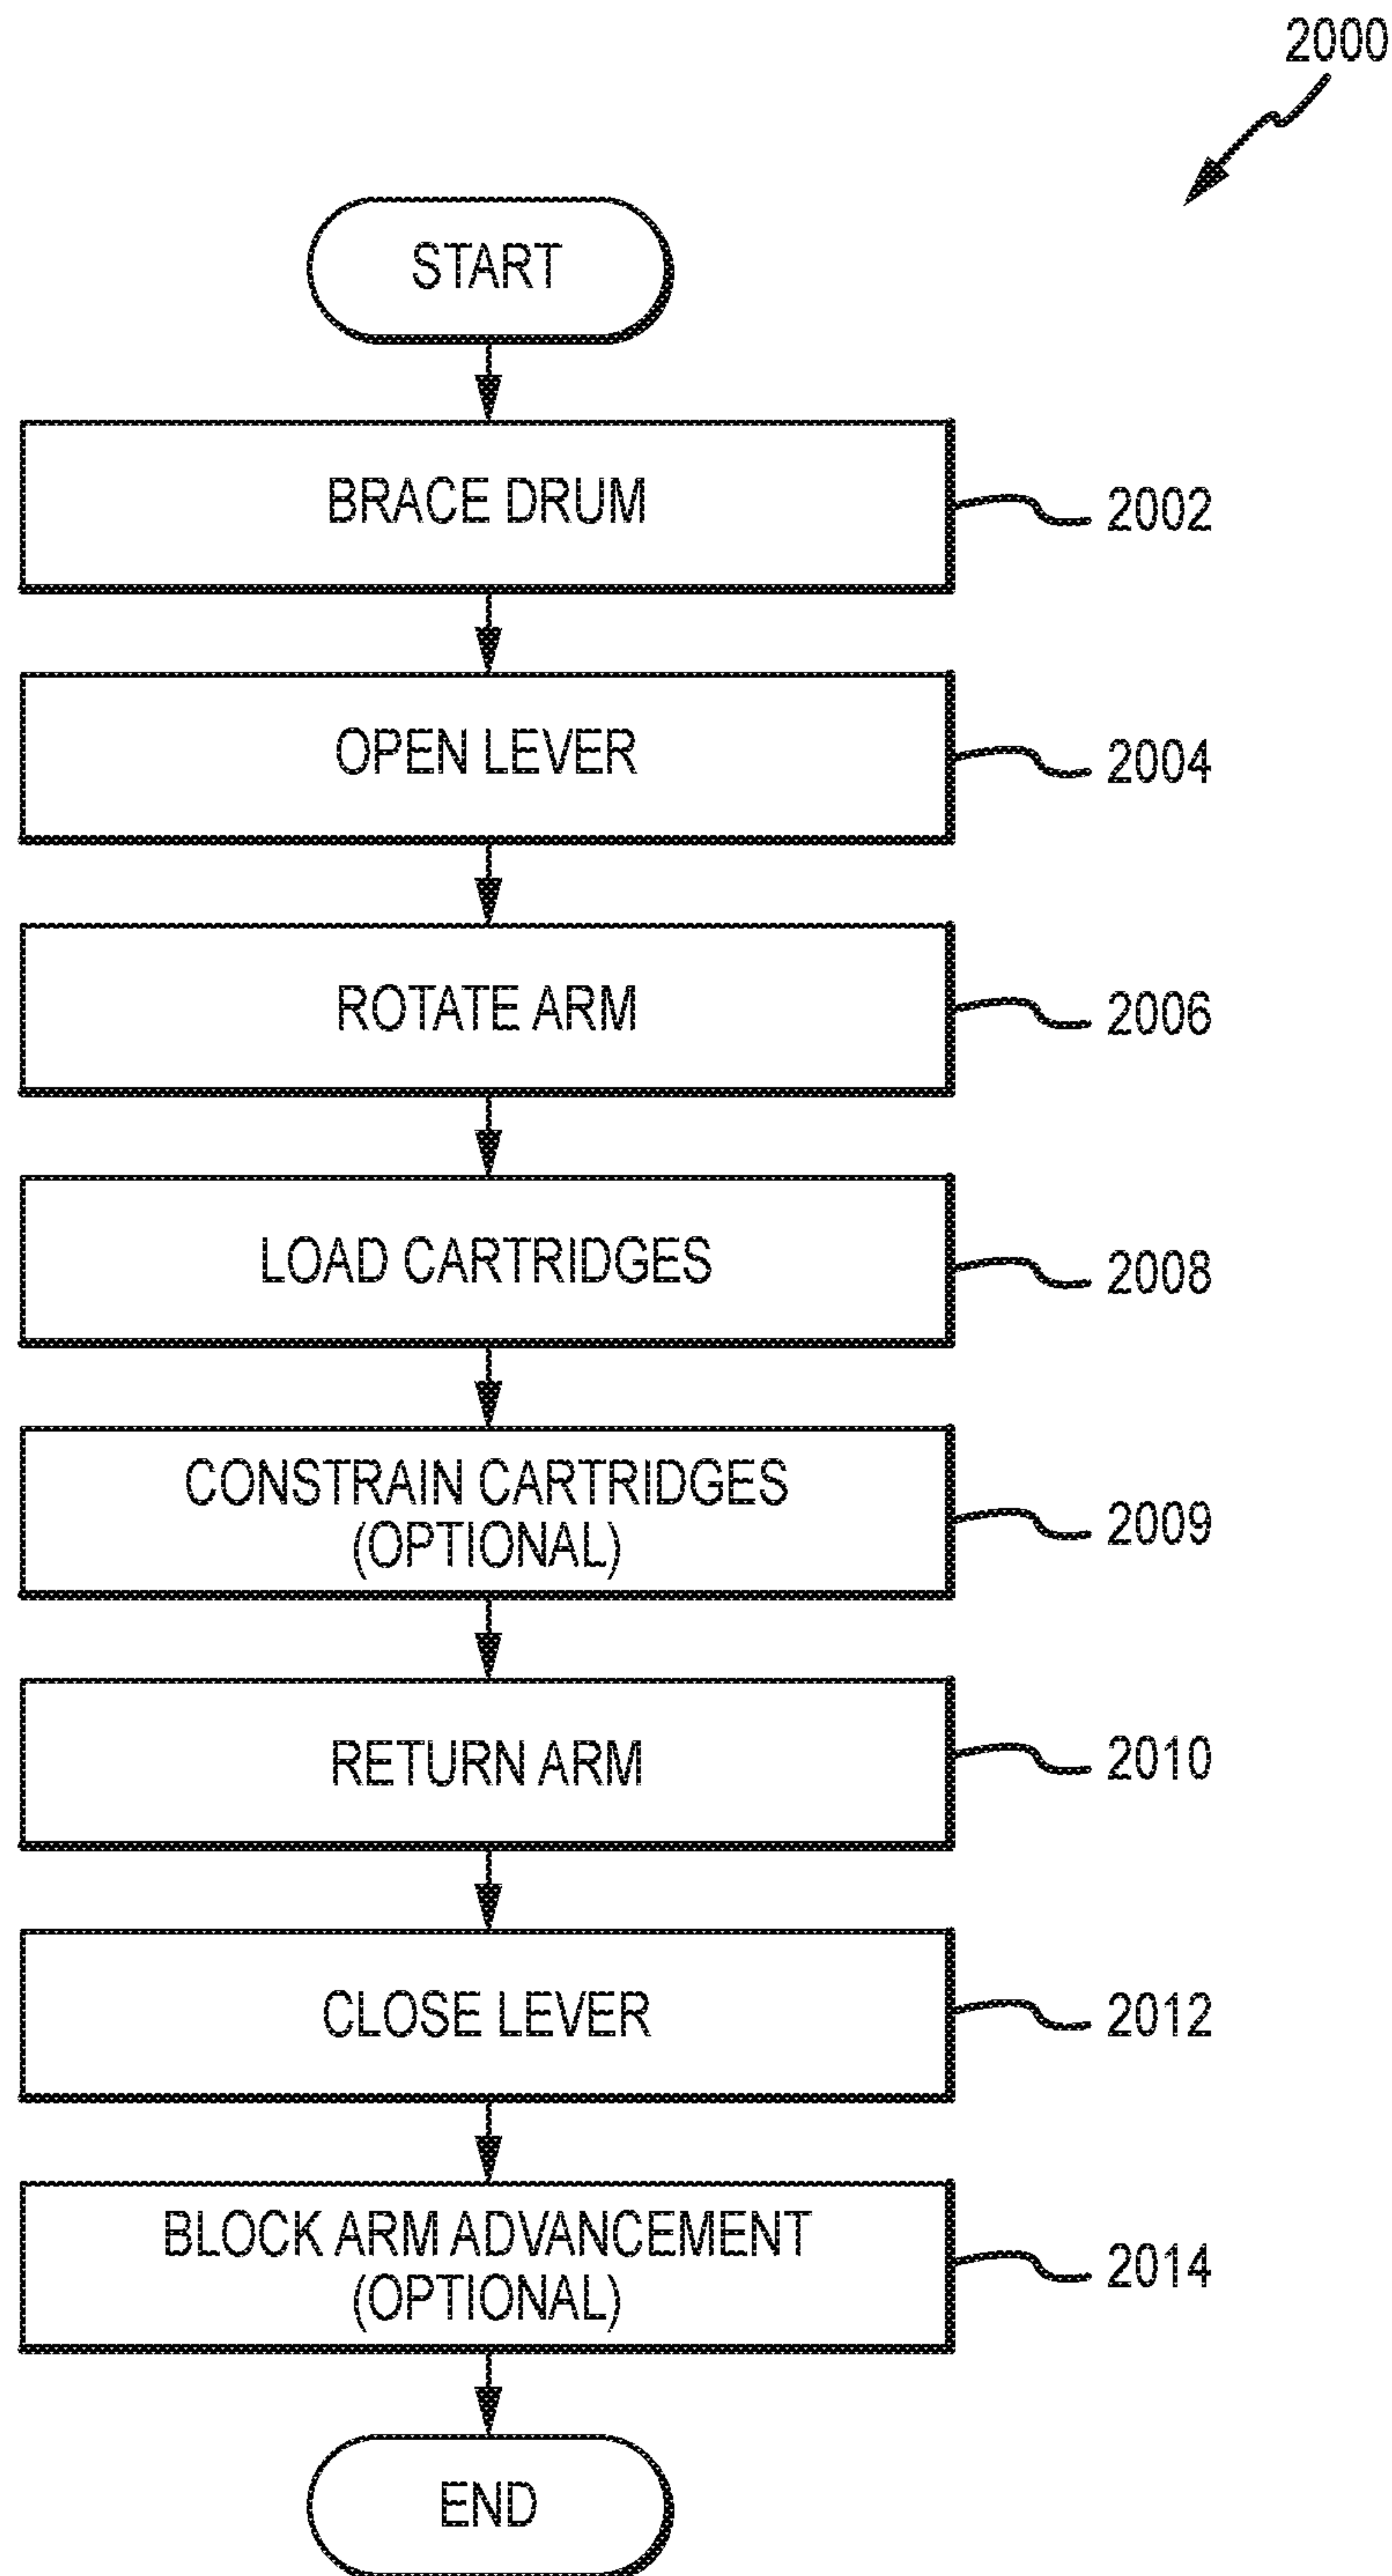 2000
START
BRACE DRUM
2002
OPEN LEVER
2004
ROTATE ARM
2006
LOAD CARTRIDGES
2008
CONSTRAIN CARTRIDGES
(OPTIONAL)
2009
RETURN ARM
2010
CLOSE LEVER
2012
BLOCK ARM ADVANCEMENT
(OPTIONAL)
2014
END